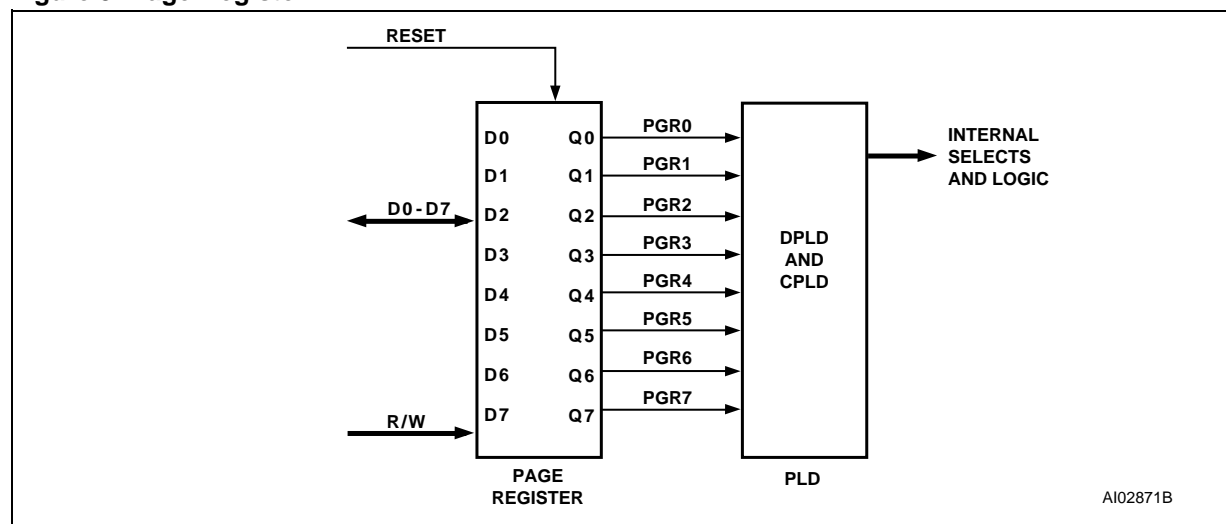 RESET
D0
Q0
PGR0
INTERNAL
SELECTS
AND LOGIC
D1
Q1
PGR1
D0-D7
D2
Q2
PGR2
D3
Q3
PGR3
DPLD
AND
CPLD
D4
Q4
PGR4
D5
Q5
PGR5
D6
Q6
PGR6
R/W
D7
Q7
PGR7
PAGE
REGISTER
PLD
AI02871B